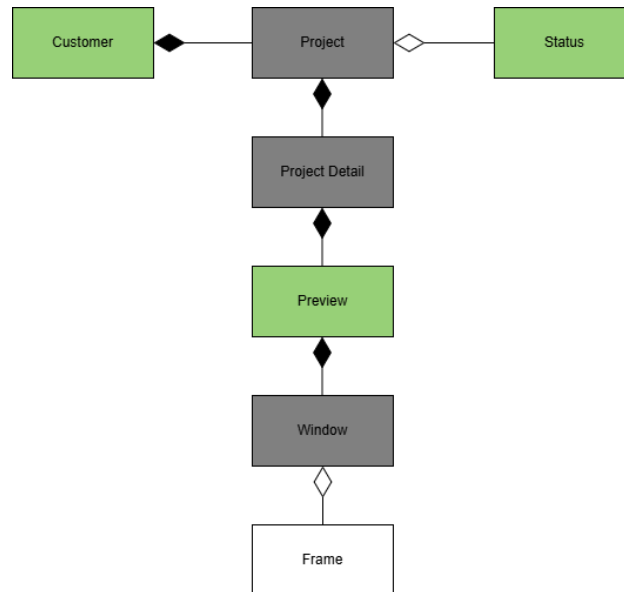 Customer
Project
Status
Project Detail
Preview
Window
Frame